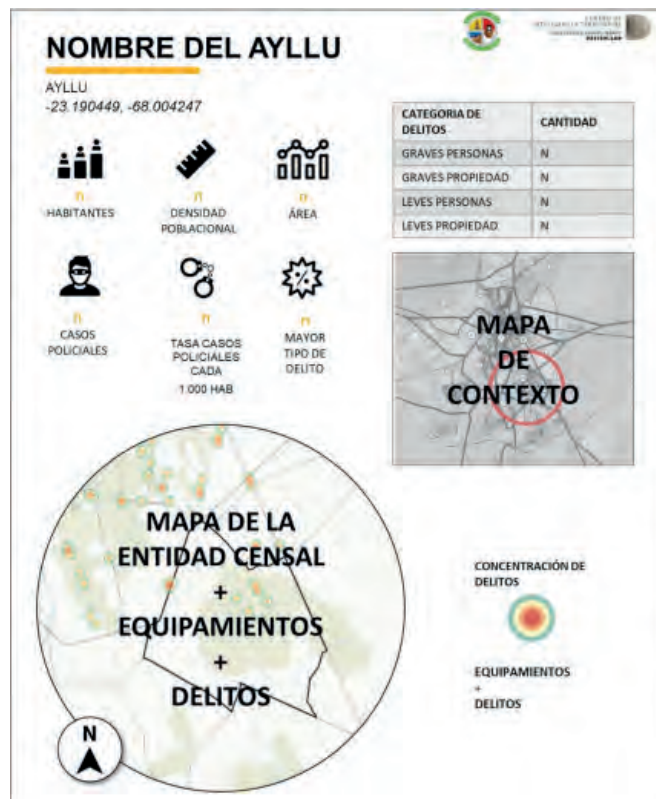 NOMBRE DEL AYLLU
AYLLU
-23.190449, -68.004247
n
HABITANTES
n
DENSIDAD
POBLACIONAL
n
ÁREA
n
CASOS
POLICIALES
n
TASA CASOS
POLICIALES
CADA
1.000 HAB
n
MAYOR
TIPO DE
DELITO
CATEGORIA DE
DELITOS
CANTIDAD
GRAVES PERSONAS N
GRAVES PROPIEDAD N
LEVES PERSONAS N
LEVES PROPIEDAD N
MAPA
DE
CONTEXTO
MAPA DE LA
ENTIDAD CENSAL
+
EQUIPAMIENTOS
+
DELITOS
N
CONCENTRACIÓN DE
DELITOS
EQUIPAMIENTOS
+
DELITOS